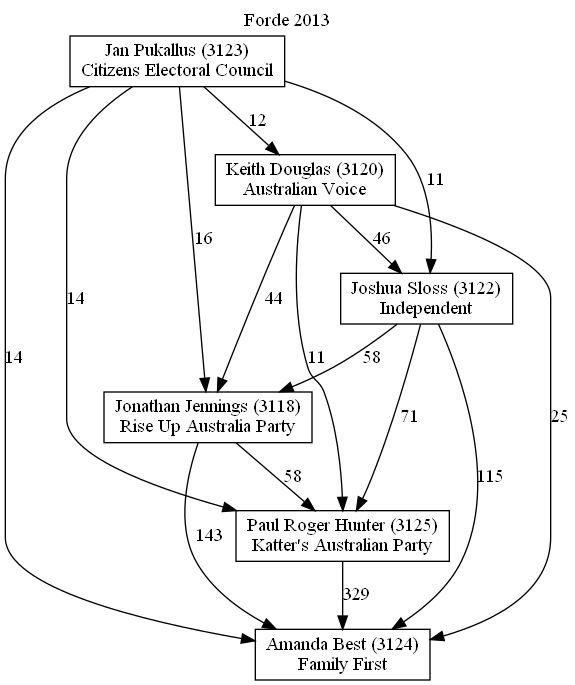 Forde 2013
Jan Pukallus (3123)
Citizens Electoral Council
12
Keith Douglas (3120)
Australian Voice
11
16
46
44
Joshua Sloss (3122)
Independent
14
14
11
58
Jonathan Jennings (3118)
Rise Up Australia Party
71
25
58
115
Paul Roger Hunter (3125)
Katter's Australian Party
143
329
Amanda Best (3124)
Family First